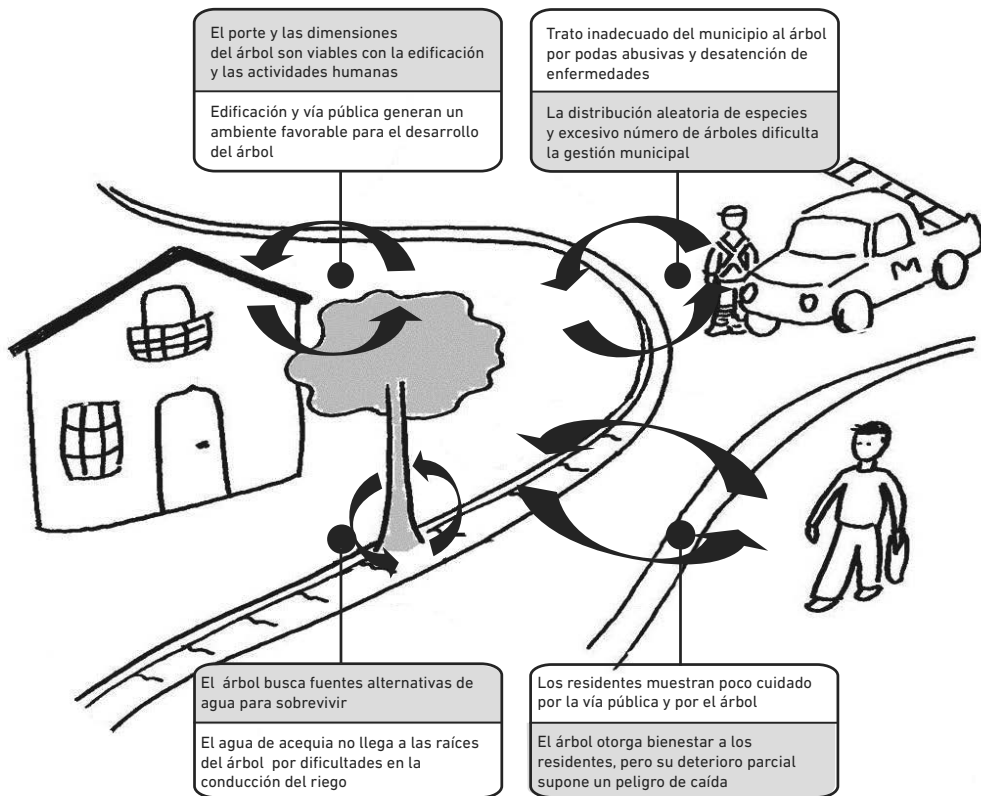 El porte y las dimensiones
del árbol son viables con la edificación
y las actividades humanas
Edificación y vía pública generan un
ambiente favorable para el desarrollo
del árbol
Trato inadecuado del municipio al árbol
por podas abusivas y desatención de
enfermedades
La distribución aleatoria de especies
y excesivo número de árboles dificulta
la gestión municipal
M
El árbol busca fuentes alternativas de
agua para sobrevivir
El agua de acequia no llega a las raíces
del árbol por dificultades en la
conducción del riego
Los residentes muestran poco cuidado
por la vía pública y por el árbol
El árbol otorga bienestar a los
residentes, pero su deterioro parcial
supone un peligro de caída